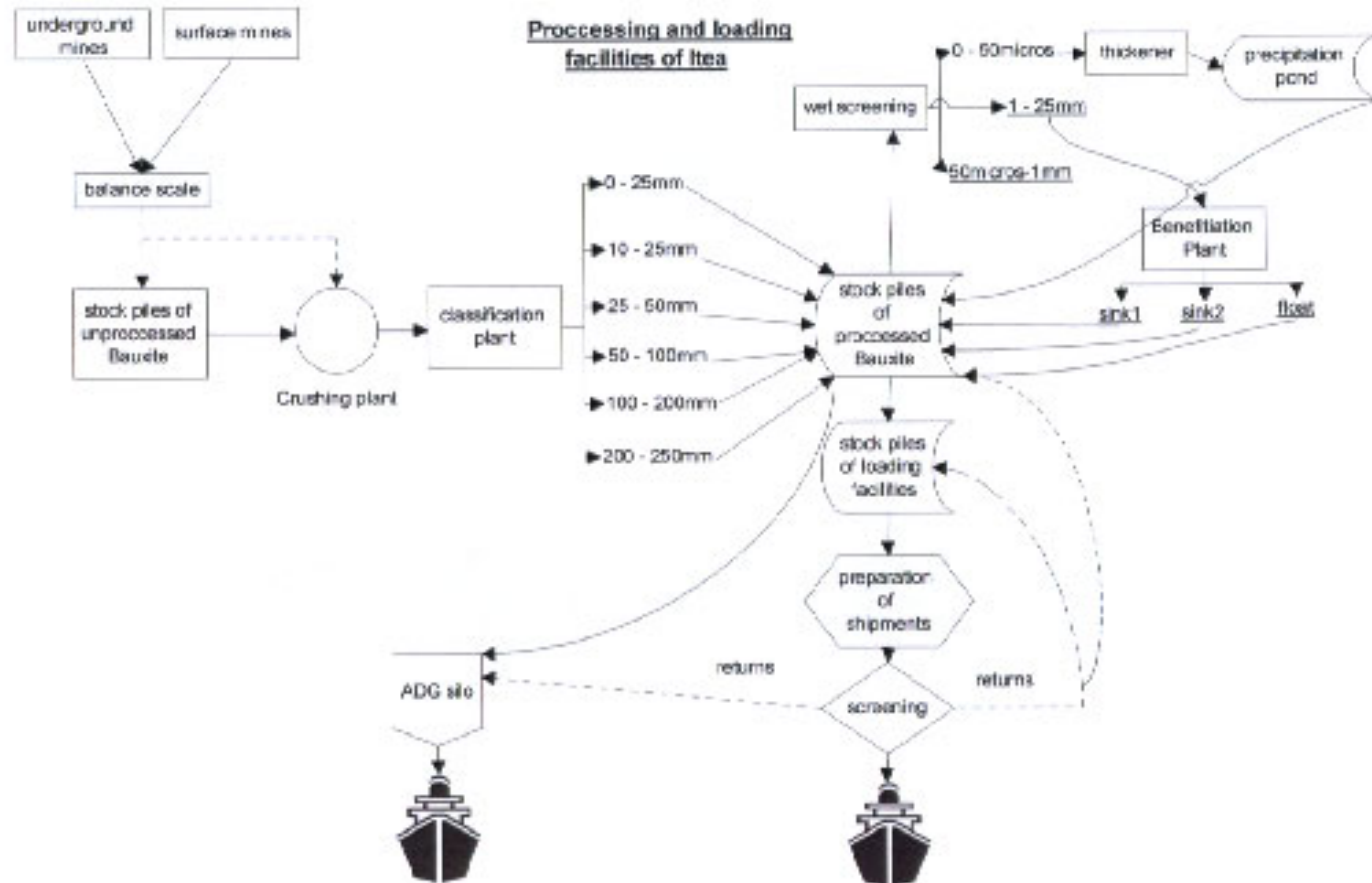 Proccessing and loading
facilities of Itea
underground
mines
surface mines
balance scale
stock piles of
unproccessed
Bauxite
Crushing plant
classification
plant
0 - 25mm
10 - 25mm
25 - 50mm
50 - 100mm
100 - 200mm
200 - 250mm
wet screening
0 - 50micros
thickener
precipitation
pond
1 - 25mm
50micros-1mm
Benefitiation
Plant
sink1
sink2
float
stock piles
of
proccessed
Bauxite
stock piles
of loading
facilities
preparation
of
shipments
returns
returns
ADG silo
screening